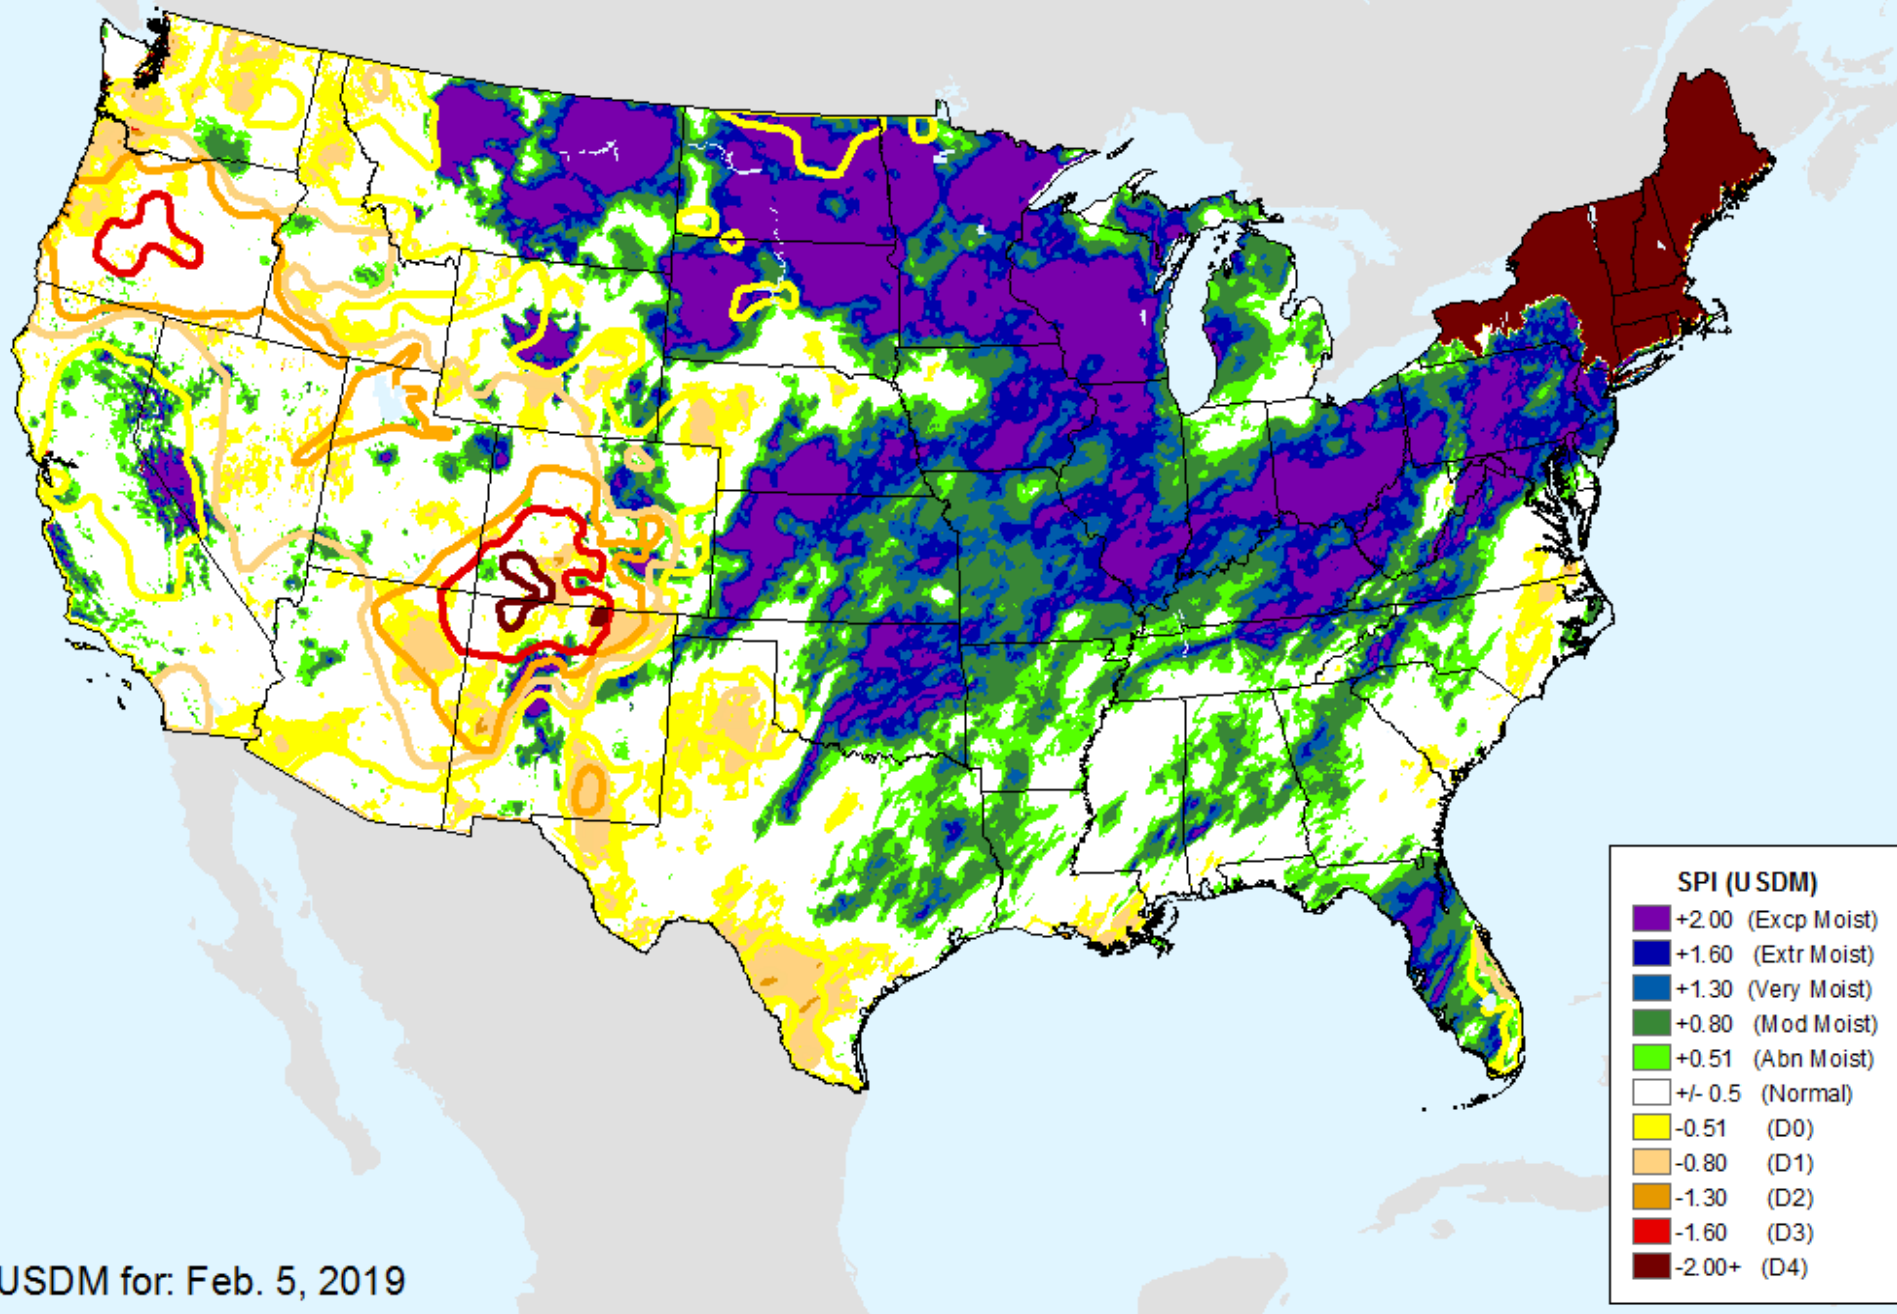 SPI (USDM)
+2.00 (Excp Moist)
+1.60 (Extr Moist)
+1.30 (Very Moist)
+0.80 (Mod Moist)
+0.51 (Abn Moist)
+/- 0.5 (Normal)
-0.51 (D0)
-0.80 (D1)
-1.30 (D2)
-1.60 (D3)
-2.00+ (D4)
USDM for: Feb. 5, 2019